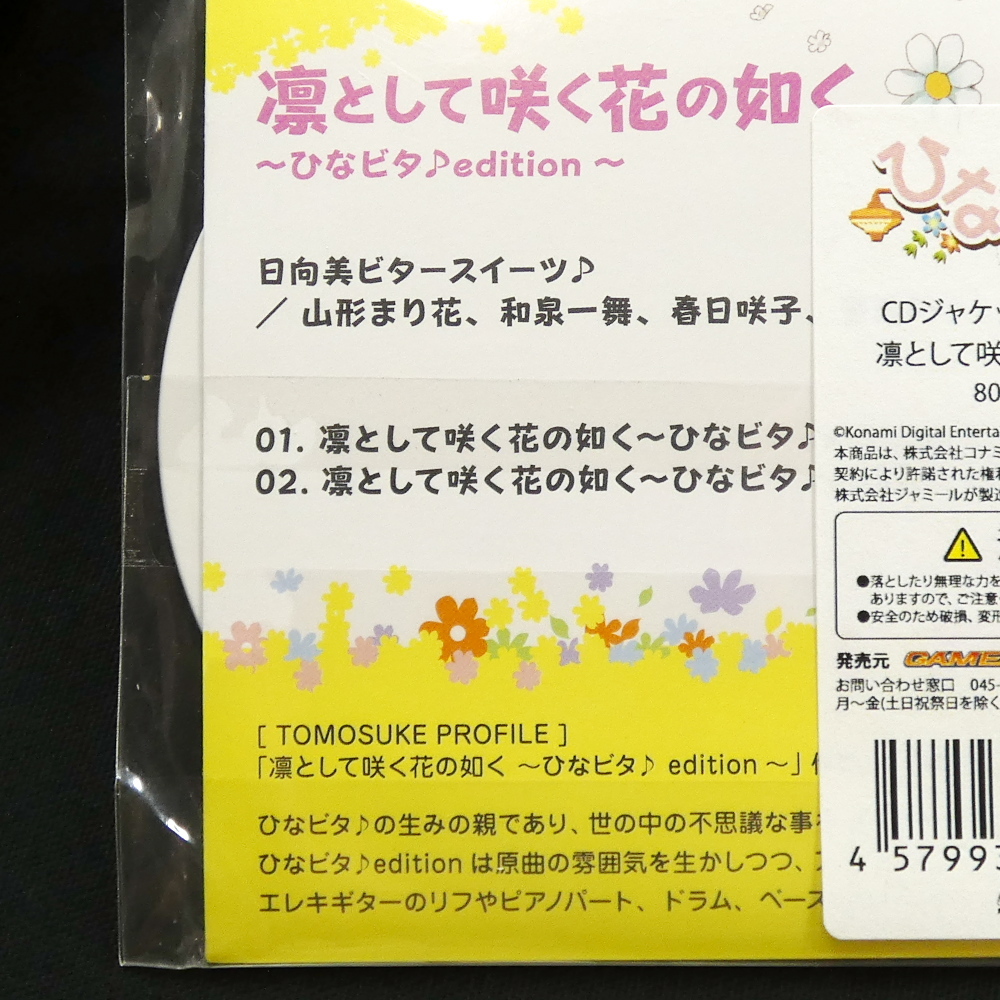 凛として咲く花の如く
～ひなビタ♪edition ～
日向美ビタースイーツ♪
／ 山形まり花、和泉一舞、春日咲子、
01. 凛として咲く花の如く～ひなビタ♪
02. 凛として咲く花の如く～ひなビタ♪
[ TOMOSUKE PROFILE ]
「凛として咲く花の如く ～ひなビタ♪ edition ～」
ひなビタ♪の生みの親であり、世の中の不思議な事
ひなビタ♪edition は原曲の雰囲気を生かしつつ、
エレキギターのリフやピアノパート、ドラム、ベース
ひな
CDジャケッ
凛として咲
80
©Konami Digital Enterta
本商品は、株式会社コナミ
契約により許諾された権利
株式会社ジャミールが製造
●落としたり無理な力を
ありますので、ご注意
●安全のため破損、変形
発売元 GAME
お問い合わせ窓口 045-
月～金(土日祝祭日を除く
4 57993